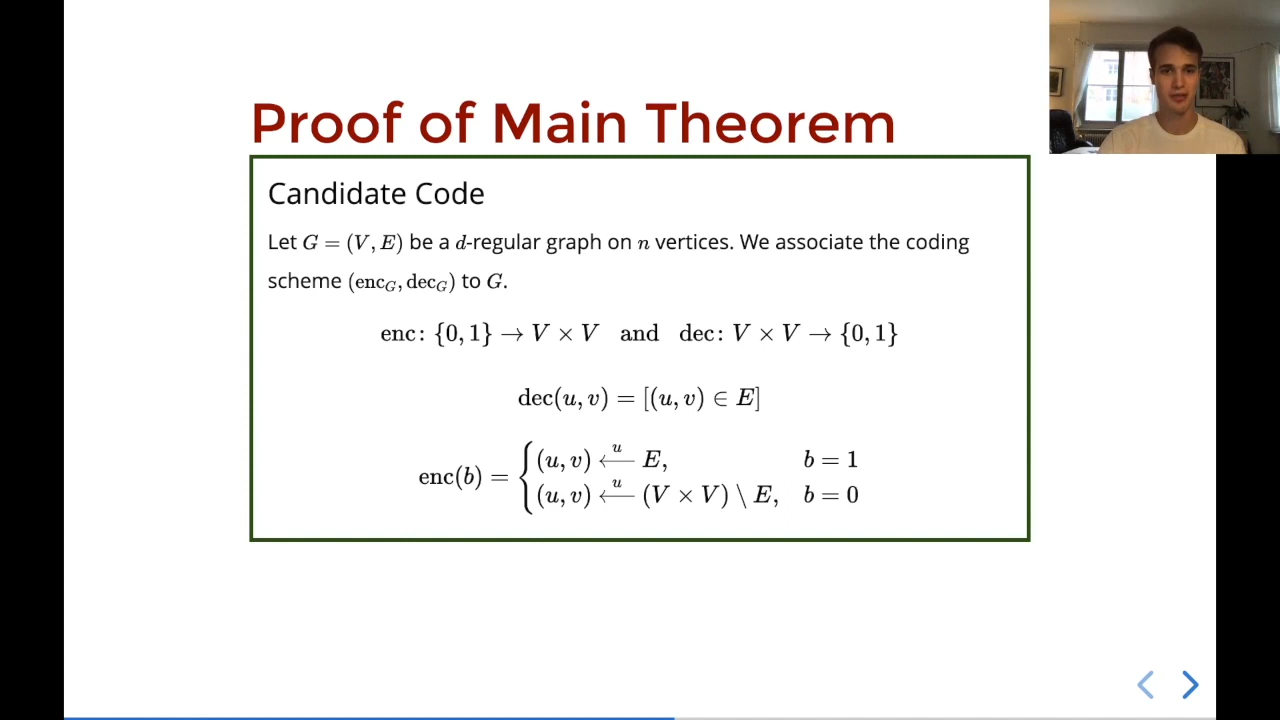 Proof of Main Theorem
Candidate Code
Let G = (V, E) be a d-regular graph on n vertices. We associate the coding
scheme (enc_G, dec_G) to G.
enc: {0, 1} → V × V and dec: V × V → {0, 1}
dec(u, v) = [(u, v) ∈ E]
enc(b) = { (u, v) ←ᵘ E, b = 1
(u, v) ←ᵘ (V × V) \ E, b = 0